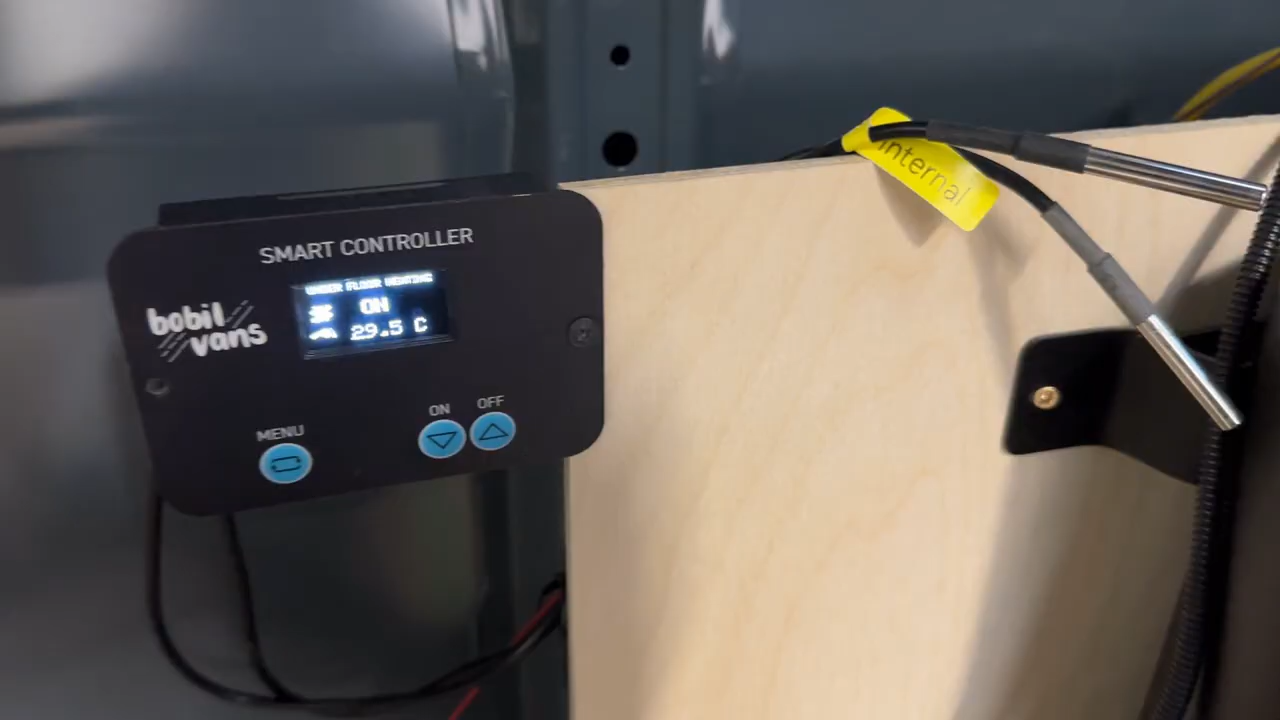 SMART CONTROLLER
UNDER FLOOR HEATING
ON
29.5 C
bobil
vans
ON OFF
MENU
internal